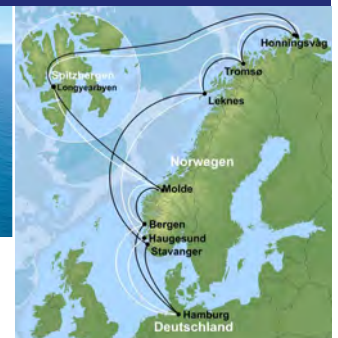 Honningsvåg
Tromsø
Spitzbergen
Longyearbyen
Leknes
Norwegen
Molde
Bergen
Haugesund
Stavanger
Hamburg
Deutschland